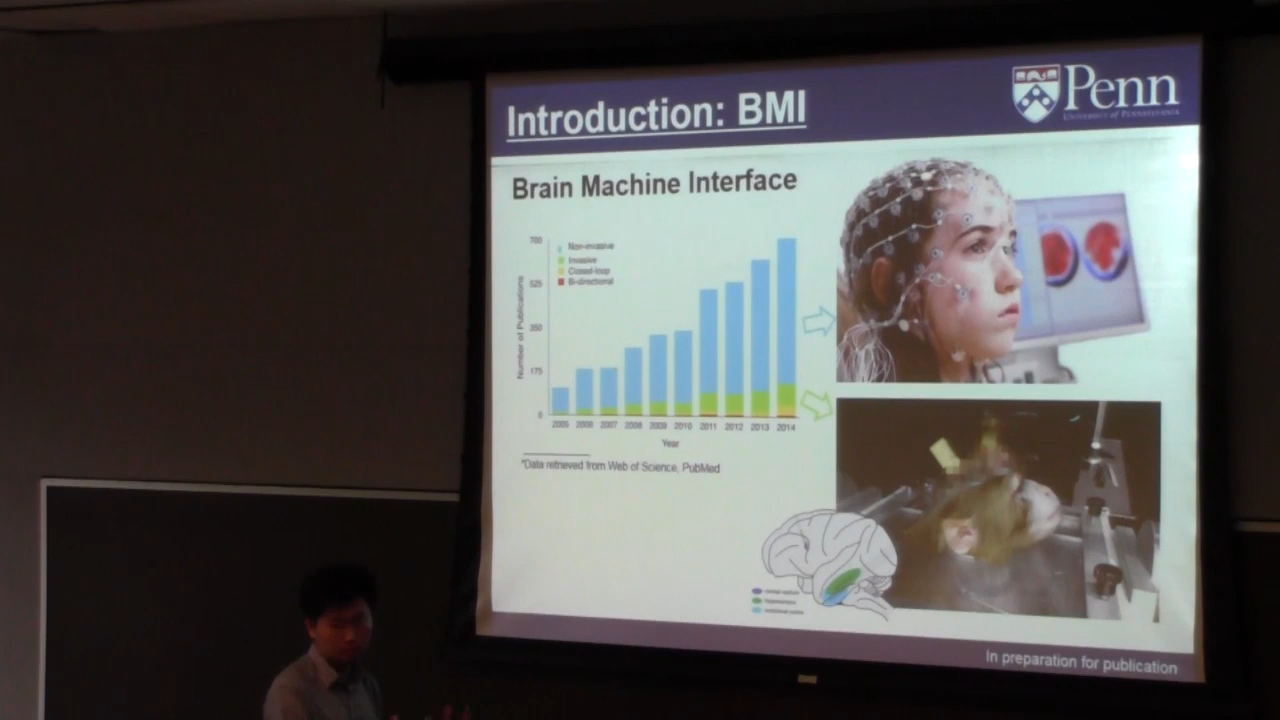 Introduction: BMI
Penn
UNIVERSITY of PENNSYLVANIA
Brain Machine Interface
700
525
350
175
0
Number of Publications
Non-invasive
Invasive
Closed-loop
Bi-directional
2005 2006 2007 2008 2009 2010 2011 2012 2013 2014
Year
*Data retrieved from Web of Science, PubMed
In preparation for publication